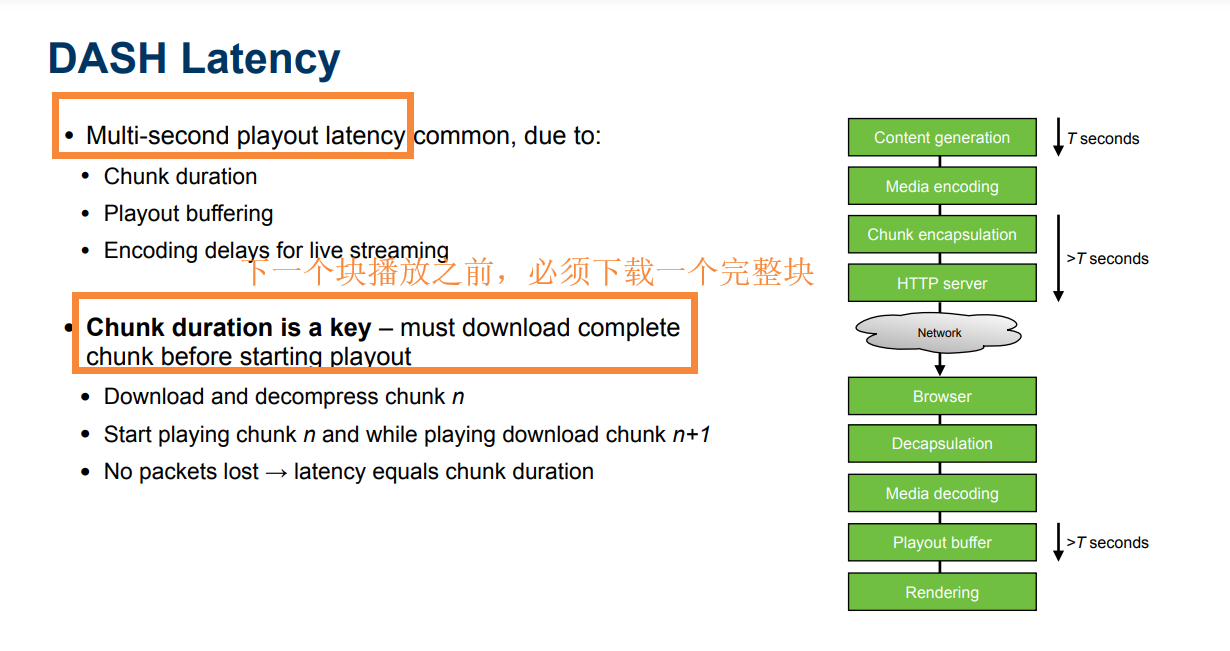 DASH Latency
• Multi-second playout latency common, due to:
• Chunk duration
• Playout buffering
• Encoding delays for live streaming
下一个块播放之前，必须下载一个完整块
• Chunk duration is a key – must download complete
chunk before starting playout
• Download and decompress chunk n
• Start playing chunk n and while playing download chunk n+1
• No packets lost → latency equals chunk duration
Content generation
T seconds
Media encoding
Chunk encapsulation
>T seconds
HTTP server
Network
Browser
Decapsulation
Media decoding
Playout buffer
>T seconds
Rendering